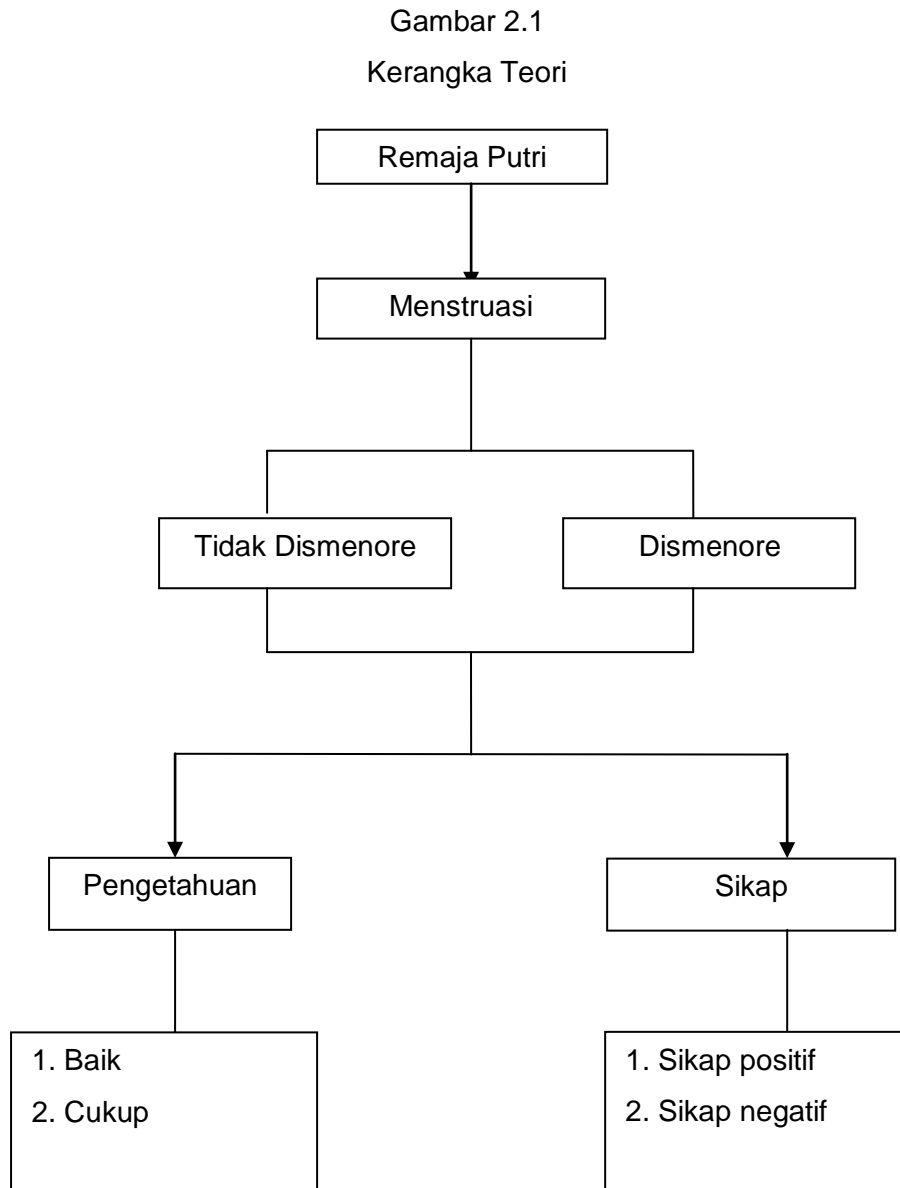 Gambar 2.1
Kerangka Teori
Remaja Putri
Menstruasi
Tidak Dismenore
Dismenore
Pengetahuan
Sikap
1. Baik
2. Cukup
1. Sikap positif
2. Sikap negatif